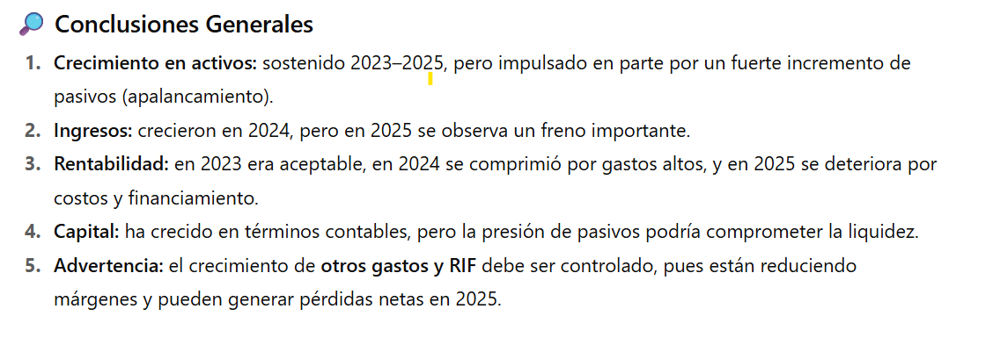 Conclusiones Generales
1. Crecimiento en activos: sostenido 2023–2025, pero impulsado en parte por un fuerte incremento de
pasivos (apalancamiento).
2. Ingresos: crecieron en 2024, pero en 2025 se observa un freno importante.
3. Rentabilidad: en 2023 era aceptable, en 2024 se comprimió por gastos altos, y en 2025 se deteriora por
costos y financiamiento.
4. Capital: ha crecido en términos contables, pero la presión de pasivos podría comprometer la liquidez.
5. Advertencia: el crecimiento de otros gastos y RIF debe ser controlado, pues están reduciendo
márgenes y pueden generar pérdidas netas en 2025.